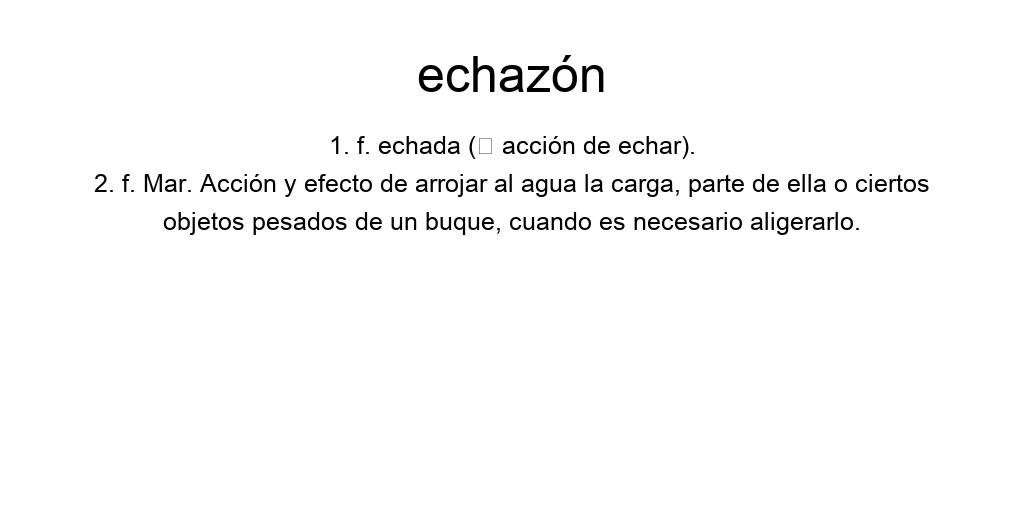 echazón
1. f. echada (□ acción de echar).
2. f. Mar. Acción y efecto de arrojar al agua la carga, parte de ella o ciertos
objetos pesados de un buque, cuando es necesario aligerarlo.